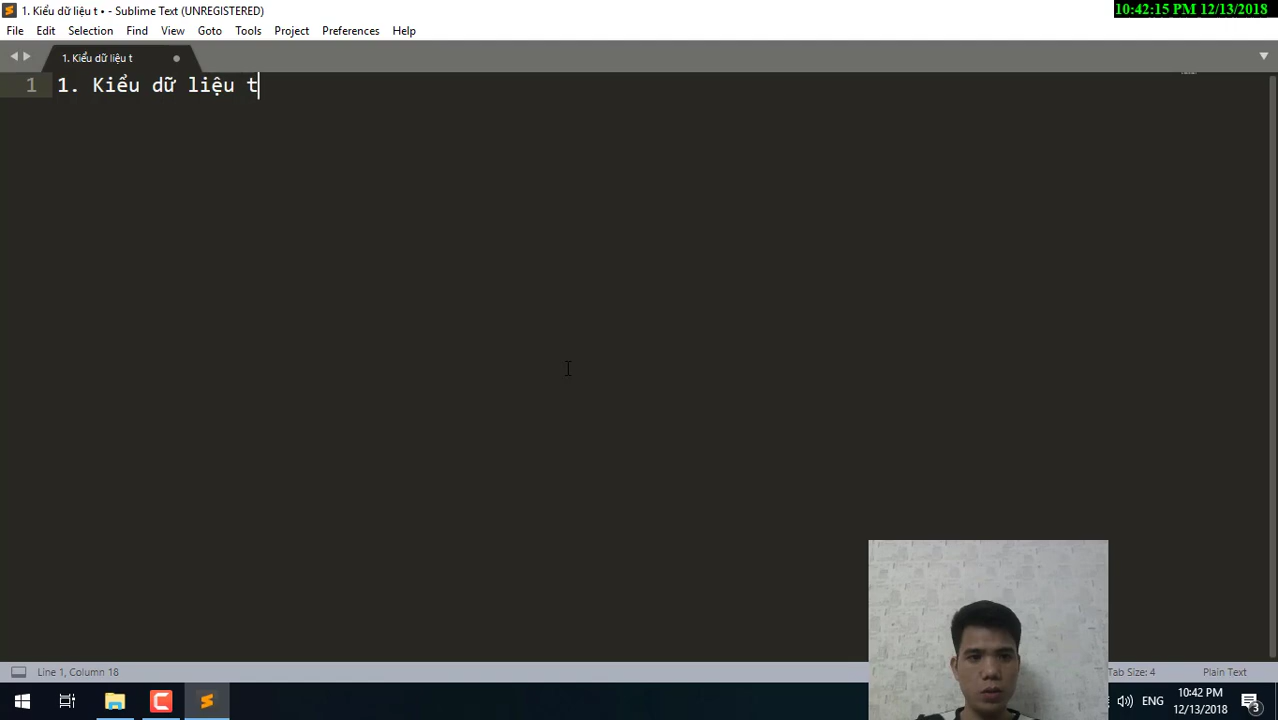 1. Kiểu dữ liệu t • - Sublime Text (UNREGISTERED)
10:42:15 PM 12/13/2018
File Edit Selection Find View Goto Tools Project Preferences Help
1. Kiểu dữ liệu t
1 1. Kiểu dữ liệu t
Line 1, Column 18
Tab Size: 4
Plain Text
ENG
10:42 PM
12/13/2018
3